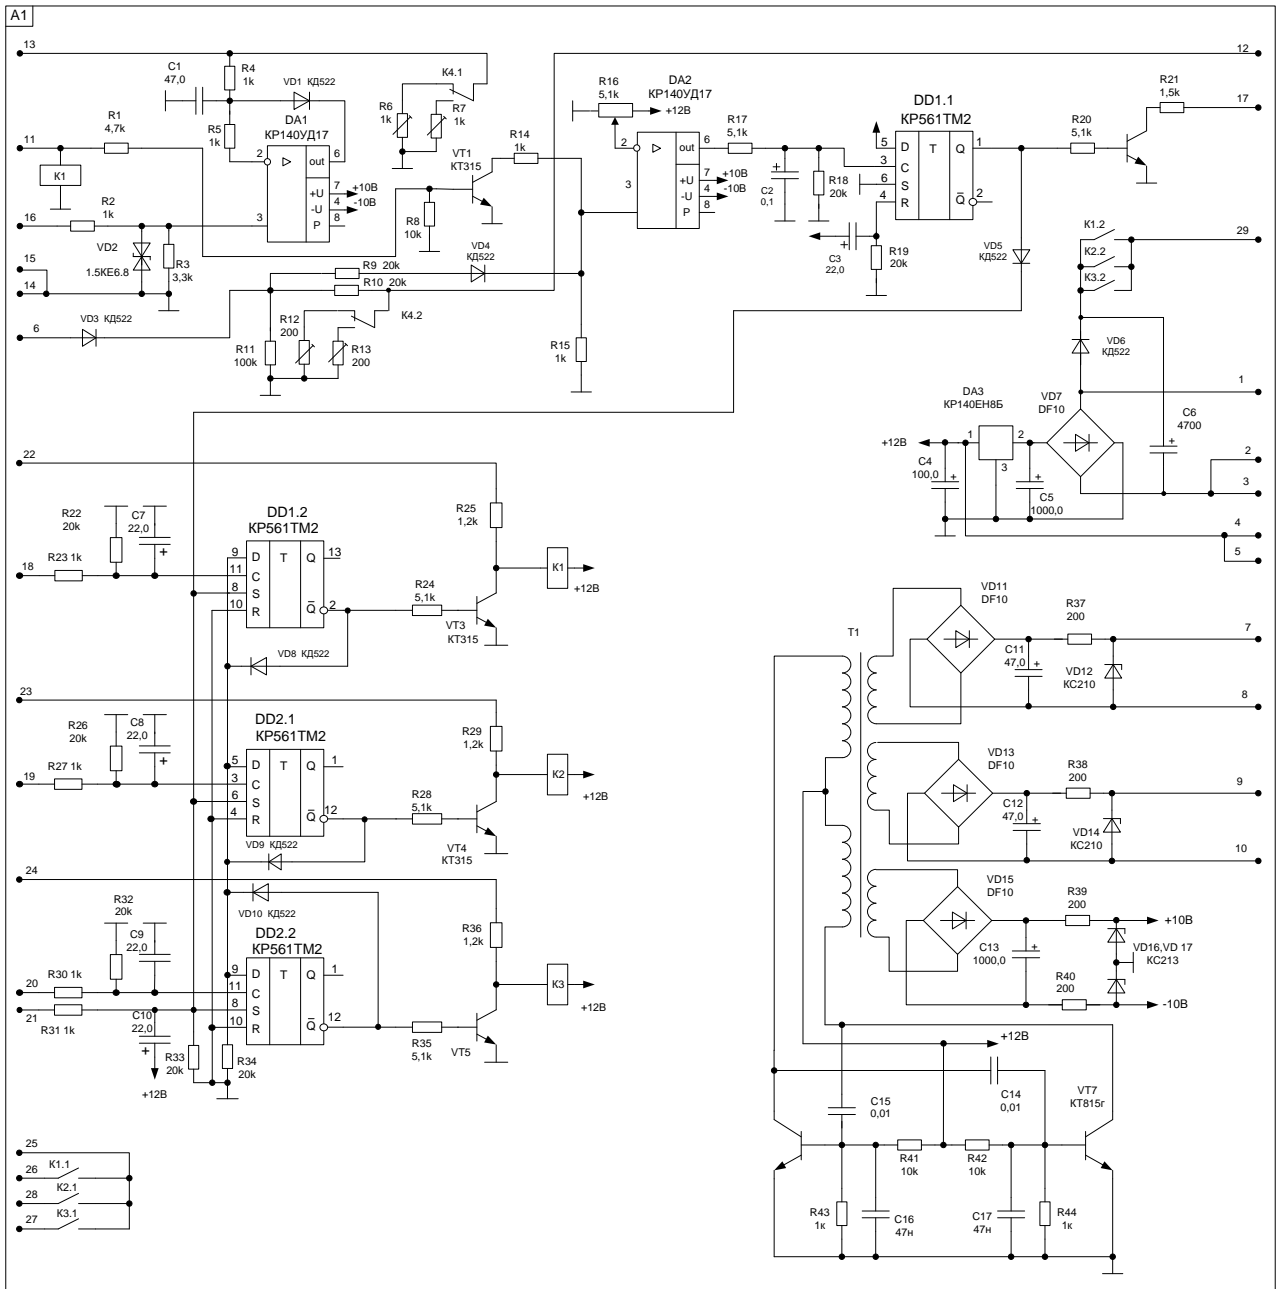 A1
13
12
C1
47,0
R4
1k
VD1 КД522
DA1
КР140УД17
R5
1k
R1
4,7k
11
К1
2
out
6
+U
7
+10В
-U
4
-10В
P
8
3
R2
1k
16
VD2
1.5КЕ6.8
R3
3,3k
15
14
VD3 КД522
6
К4.1
R6
1k
R7
1k
VT1
КТ315
R14
1k
R8
10k
VD4
КД522
R9 20k
R10 20k
R12
200
К4.2
R11
100k
R13
200
R15
1k
R16
5,1k
+12В
DA2
КР140УД17
2
out
6
3
+U
7
+10В
-U
4
-10В
P
8
R17
5,1k
C2
0,1
R18
20k
DD1.1
КР561ТМ2
5
D
T
Q
1
3
C
6
S
4
R
Q
2
C3
22,0
R19
20k
R20
5,1k
R21
1,5k
17
VD5
КД522
К1.2
К2.2
К3.2
29
VD6
КД522
DA3
КР140ЕН8Б
VD7
DF10
1
C6
4700
+12В
1
2
3
C4
100,0
C5
1000,0
2
3
4
5
22
R22
20k
C7
22,0
DD1.2
КР561ТМ2
R25
1,2k
R23 1k
18
9
D
T
Q
13
11
C
8
S
10
R
Q
2
R24
5,1k
VT3
КТ315
К1
+12В
VD8 КД522
23
R26
20k
C8
22,0
DD2.1
КР561ТМ2
R29
1,2k
R27 1k
19
5
D
T
Q
1
3
C
6
S
4
R
Q
12
R28
5,1k
VT4
КТ315
К2
+12В
VD9 КД522
24
R32
20k
C9
22,0
VD10 КД522
DD2.2
КР561ТМ2
R36
1,2k
R30 1k
20
21
R31 1k
C10
22,0
9
D
T
Q
1
11
C
8
S
10
R
Q
12
R35
5,1k
VT5
К3
+12В
R33
20k
R34
20k
+12В
25
26
К1.1
28
К2.1
27
К3.1
T1
VD11
DF10
R37
200
7
C11
47,0
VD12
КС210
8
VD13
DF10
R38
200
9
C12
47,0
VD14
КС210
10
VD15
DF10
R39
200
+10В
C13
1000,0
VD16,VD 17
КС213
R40
200
-10В
+12В
C14
0,01
C15
0,01
VT7
КТ815г
R41
10k
R42
10k
R43
1к
C16
47н
C17
47н
R44
1к